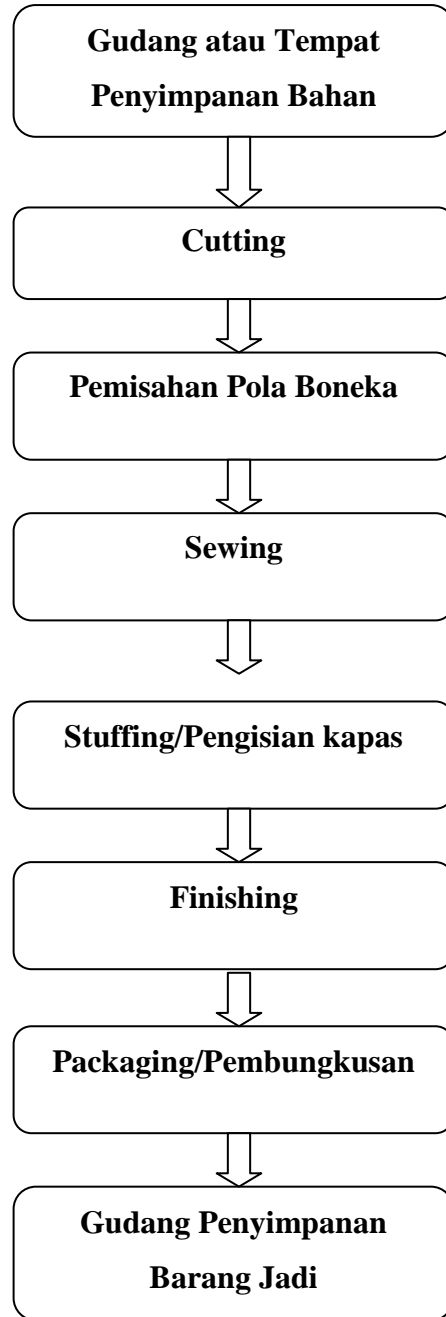 Gudang atau Tempat
Penyimpanan Bahan
Cutting
Pemisahan Pola Boneka
Sewing
Stuffing/Pengisian kapas
Finishing
Packaging/Pembungkusan
Gudang Penyimpanan
Barang Jadi